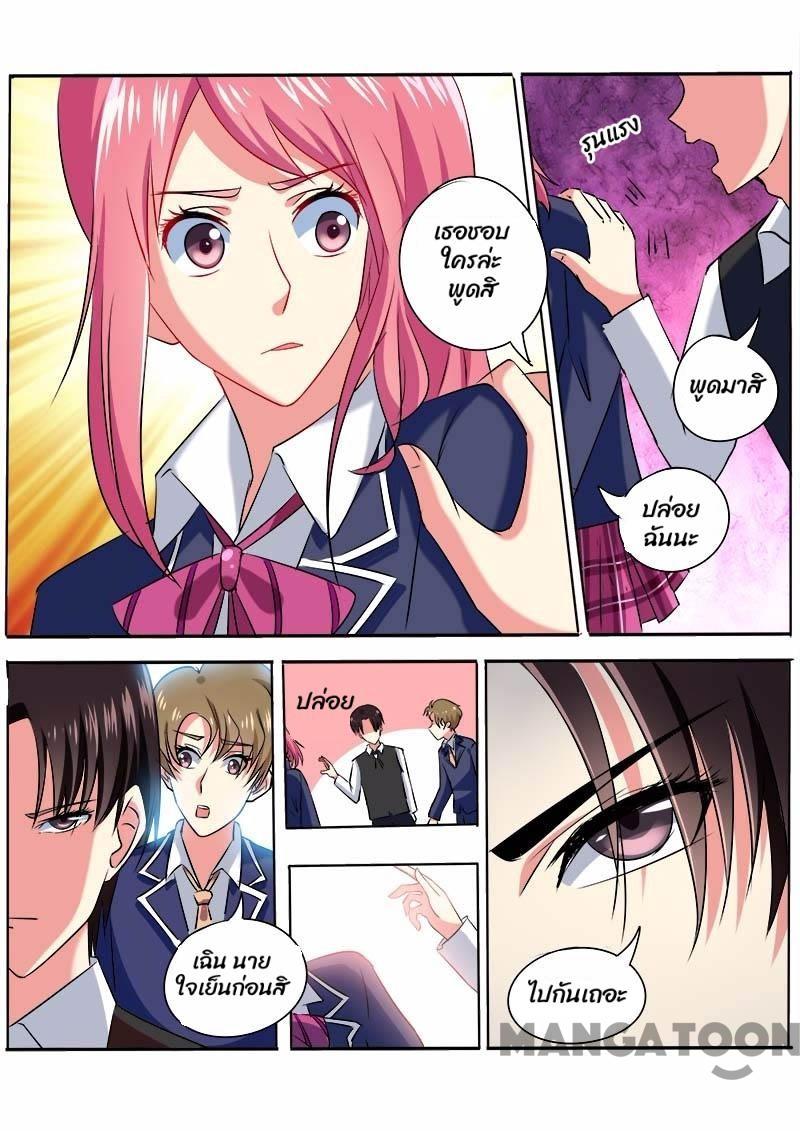 เธอชอบ
ใครล่ะ
พูดสิ
รุนแรง
พูดมาสิ
ปล่อย
ฉันนะ
เฉิน นาย
ใจเย็นก่อนสิ
ปล่อย
ไปกันเถอะ
MANGATOON